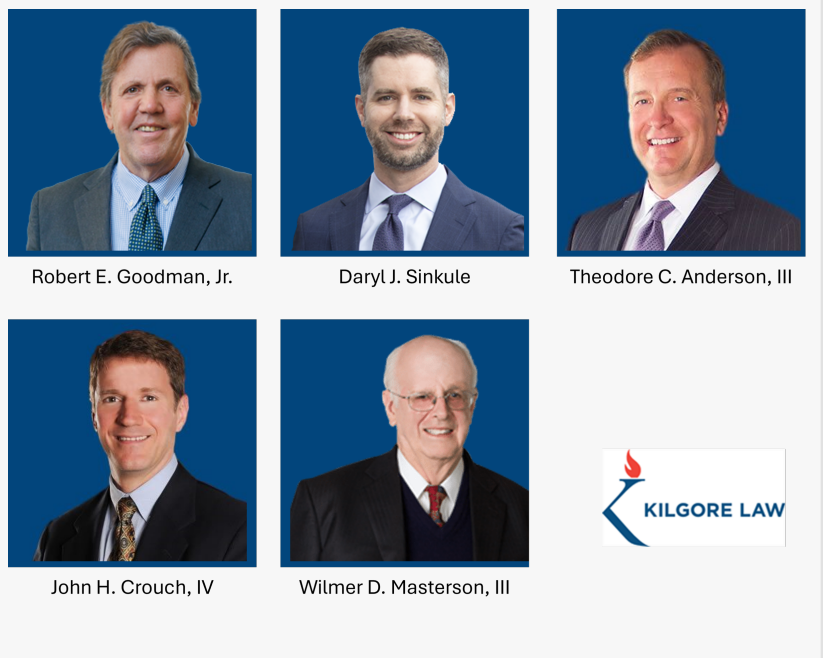 Robert E. Goodman, Jr.
Daryl J. Sinkule
Theodore C. Anderson, III
KILGORE LAW
John H. Crouch, IV
Wilmer D. Masterson, III